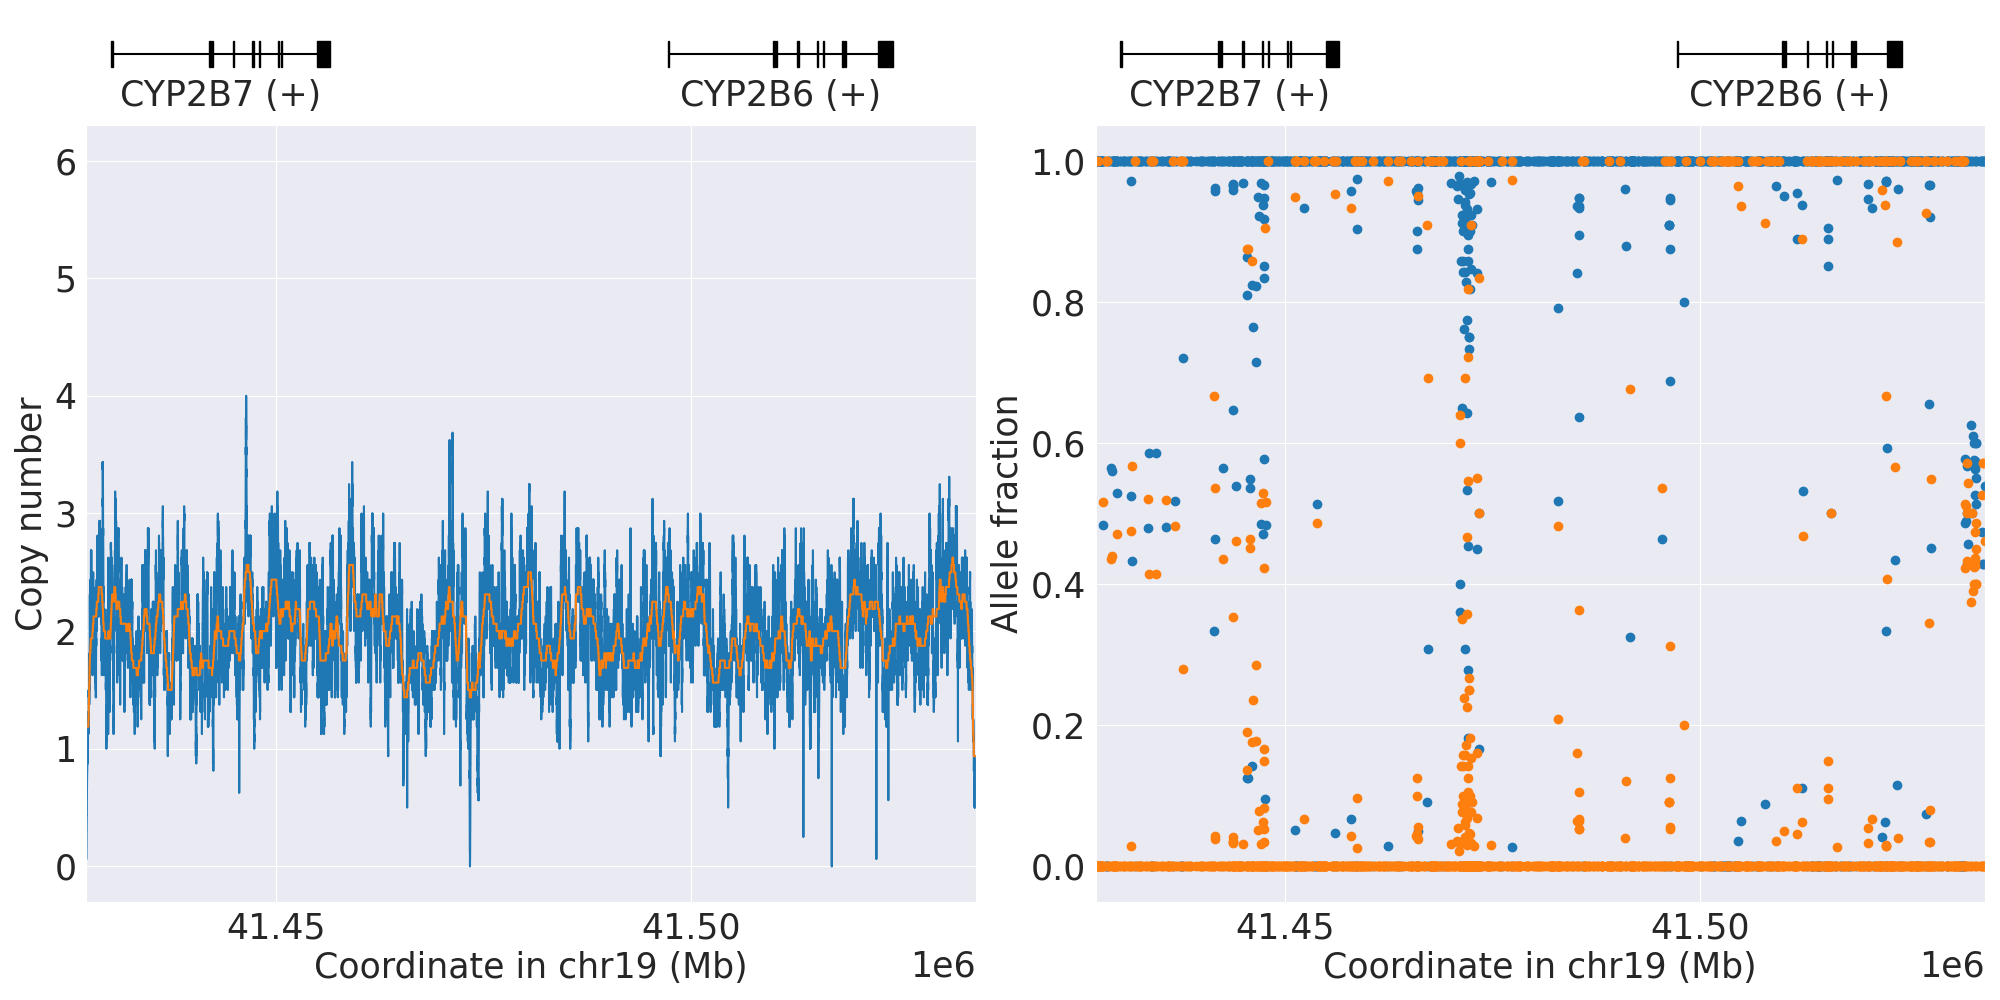 CYP2B7 (+)
CYP2B6 (+)
6
5
4
3
2
1
0
Copy number
41.45
41.50
Coordinate in chr19 (Mb)
1e6
CYP2B7 (+)
CYP2B6 (+)
1.0
0.8
0.6
0.4
0.2
0.0
Allele fraction
41.45
41.50
Coordinate in chr19 (Mb)
1e6